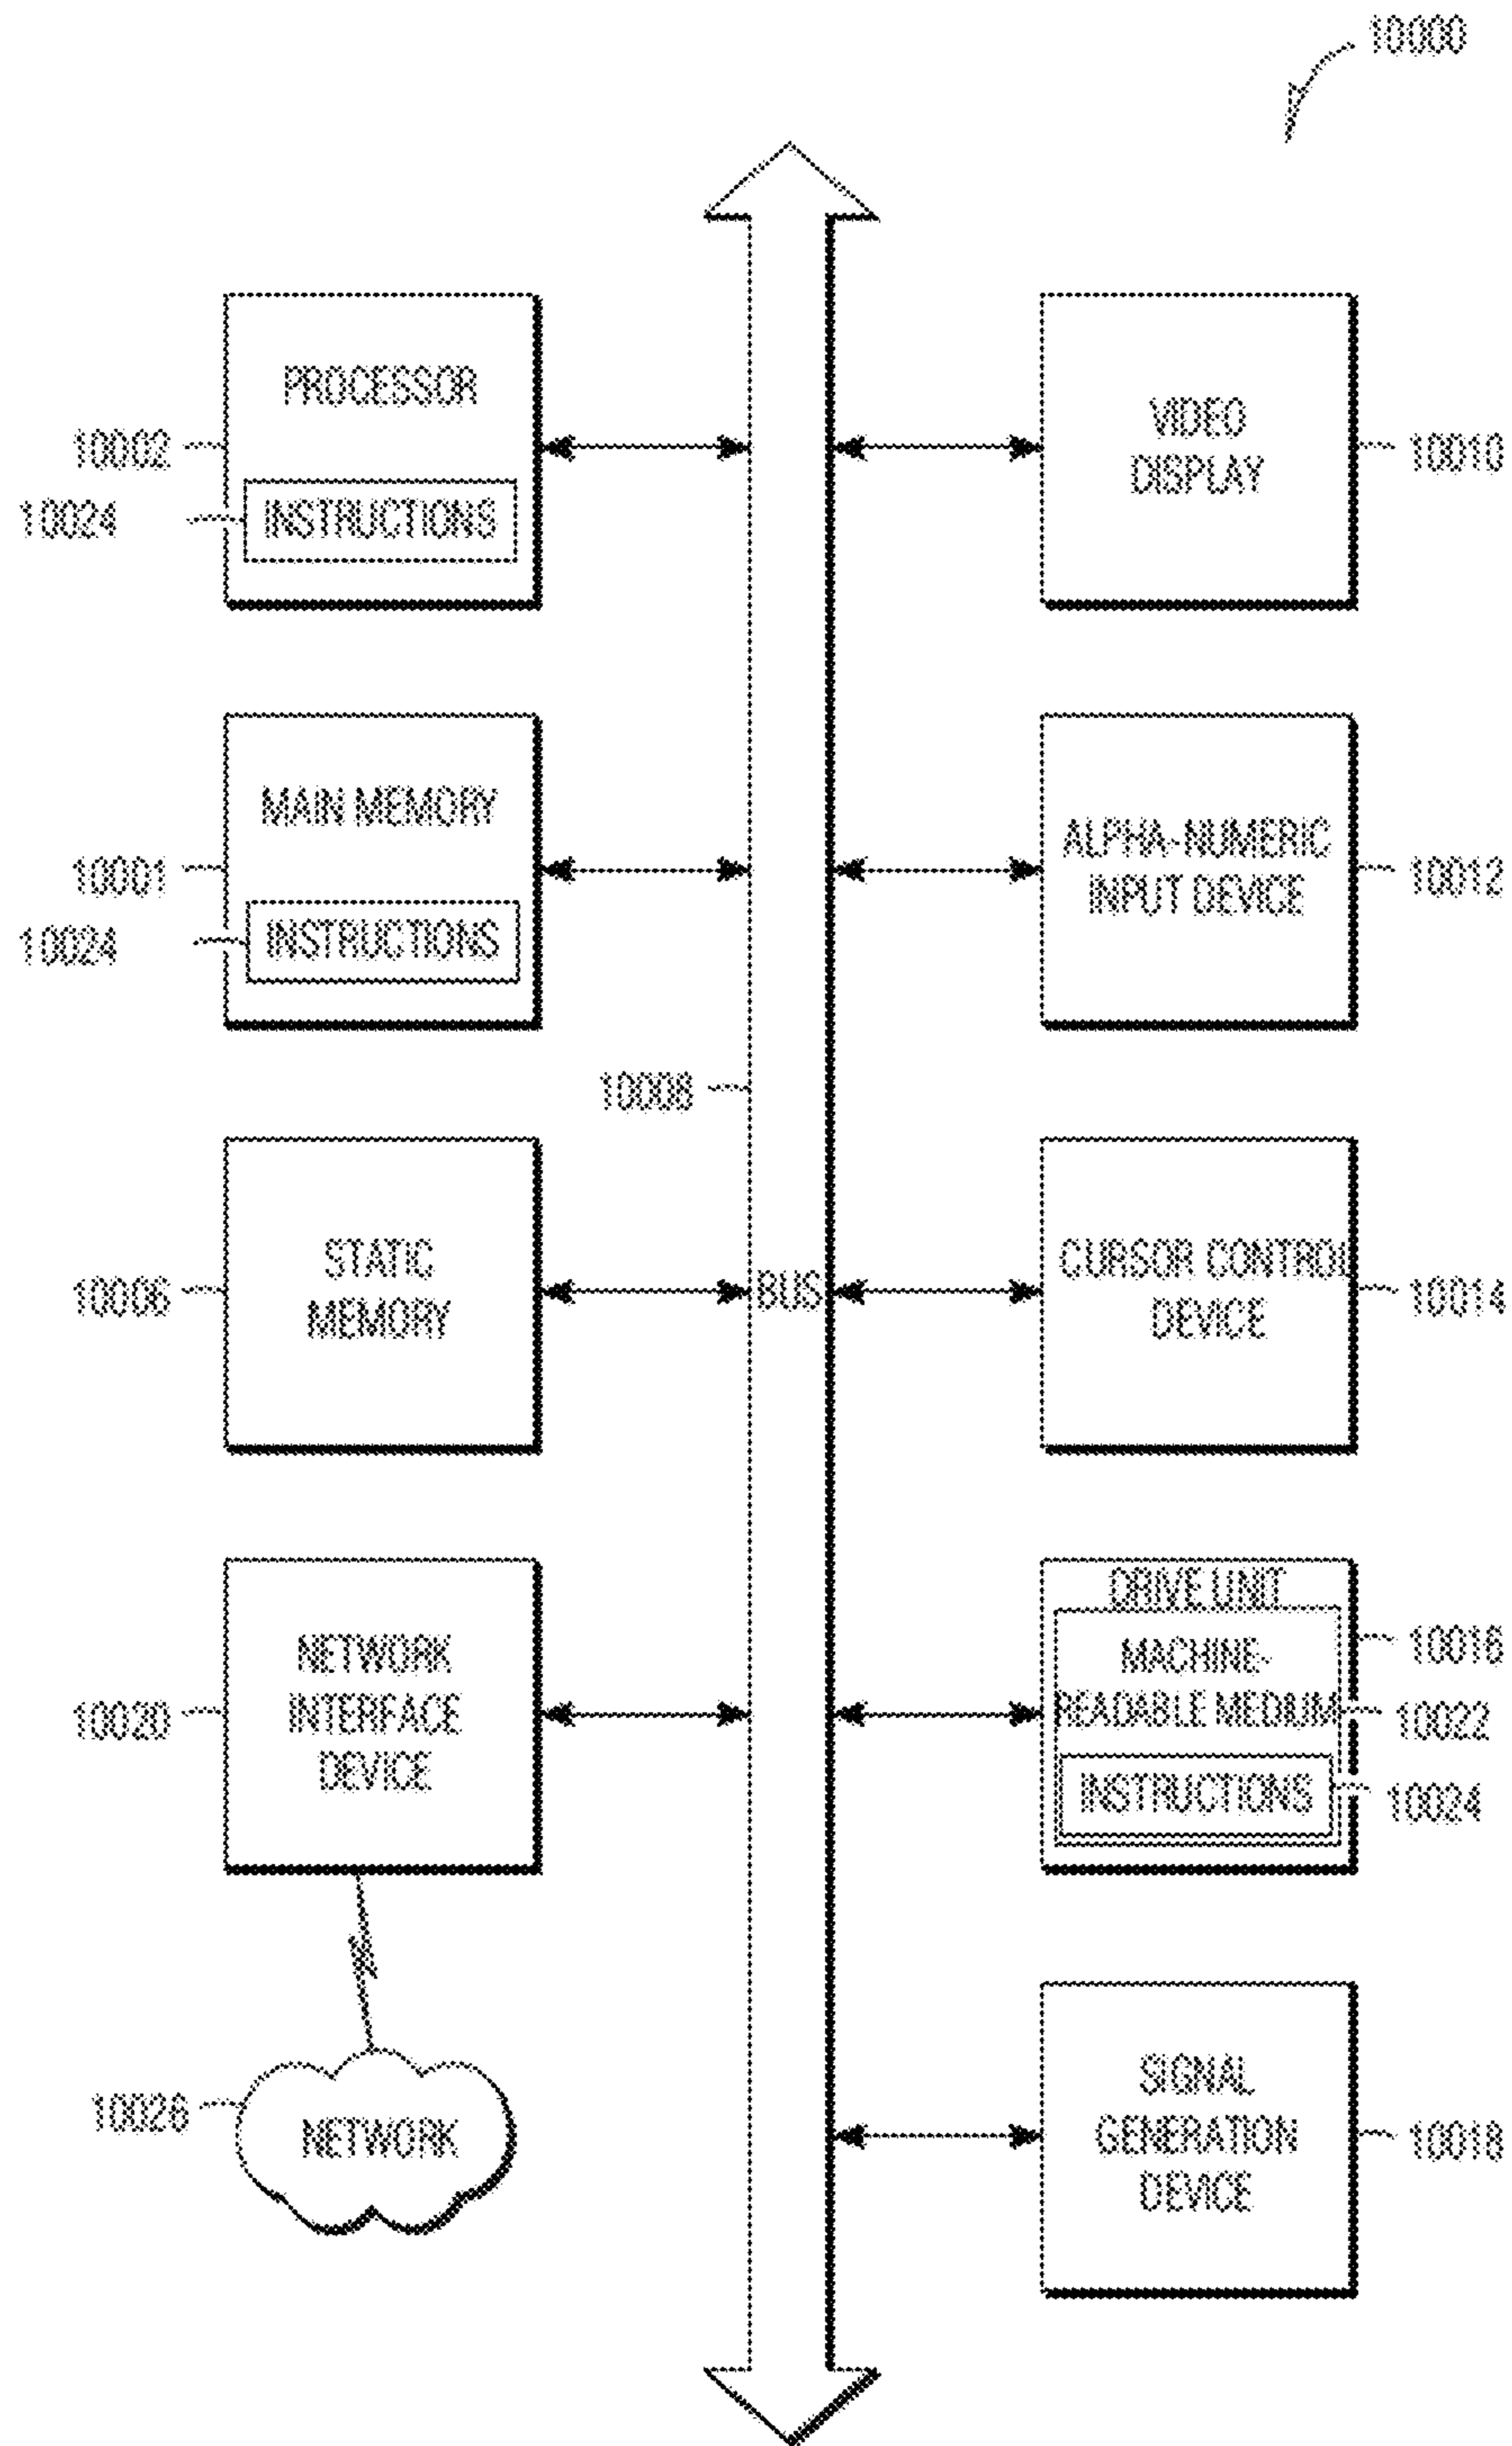 10000
PROCESSOR
10002
INSTRUCTIONS
10024
VIDEO
DISPLAY
10010
MAIN MEMORY
10001
INSTRUCTIONS
10024
ALPHA-NUMERIC
INPUT DEVICE
10012
10008
BUS
STATIC
MEMORY
10006
CURSOR CONTROL
DEVICE
10014
NETWORK
INTERFACE
DEVICE
10020
DRIVE UNIT
10016
MACHINE-
READABLE MEDIUM
10022
INSTRUCTIONS
10024
NETWORK
10026
SIGNAL
GENERATION
DEVICE
10018